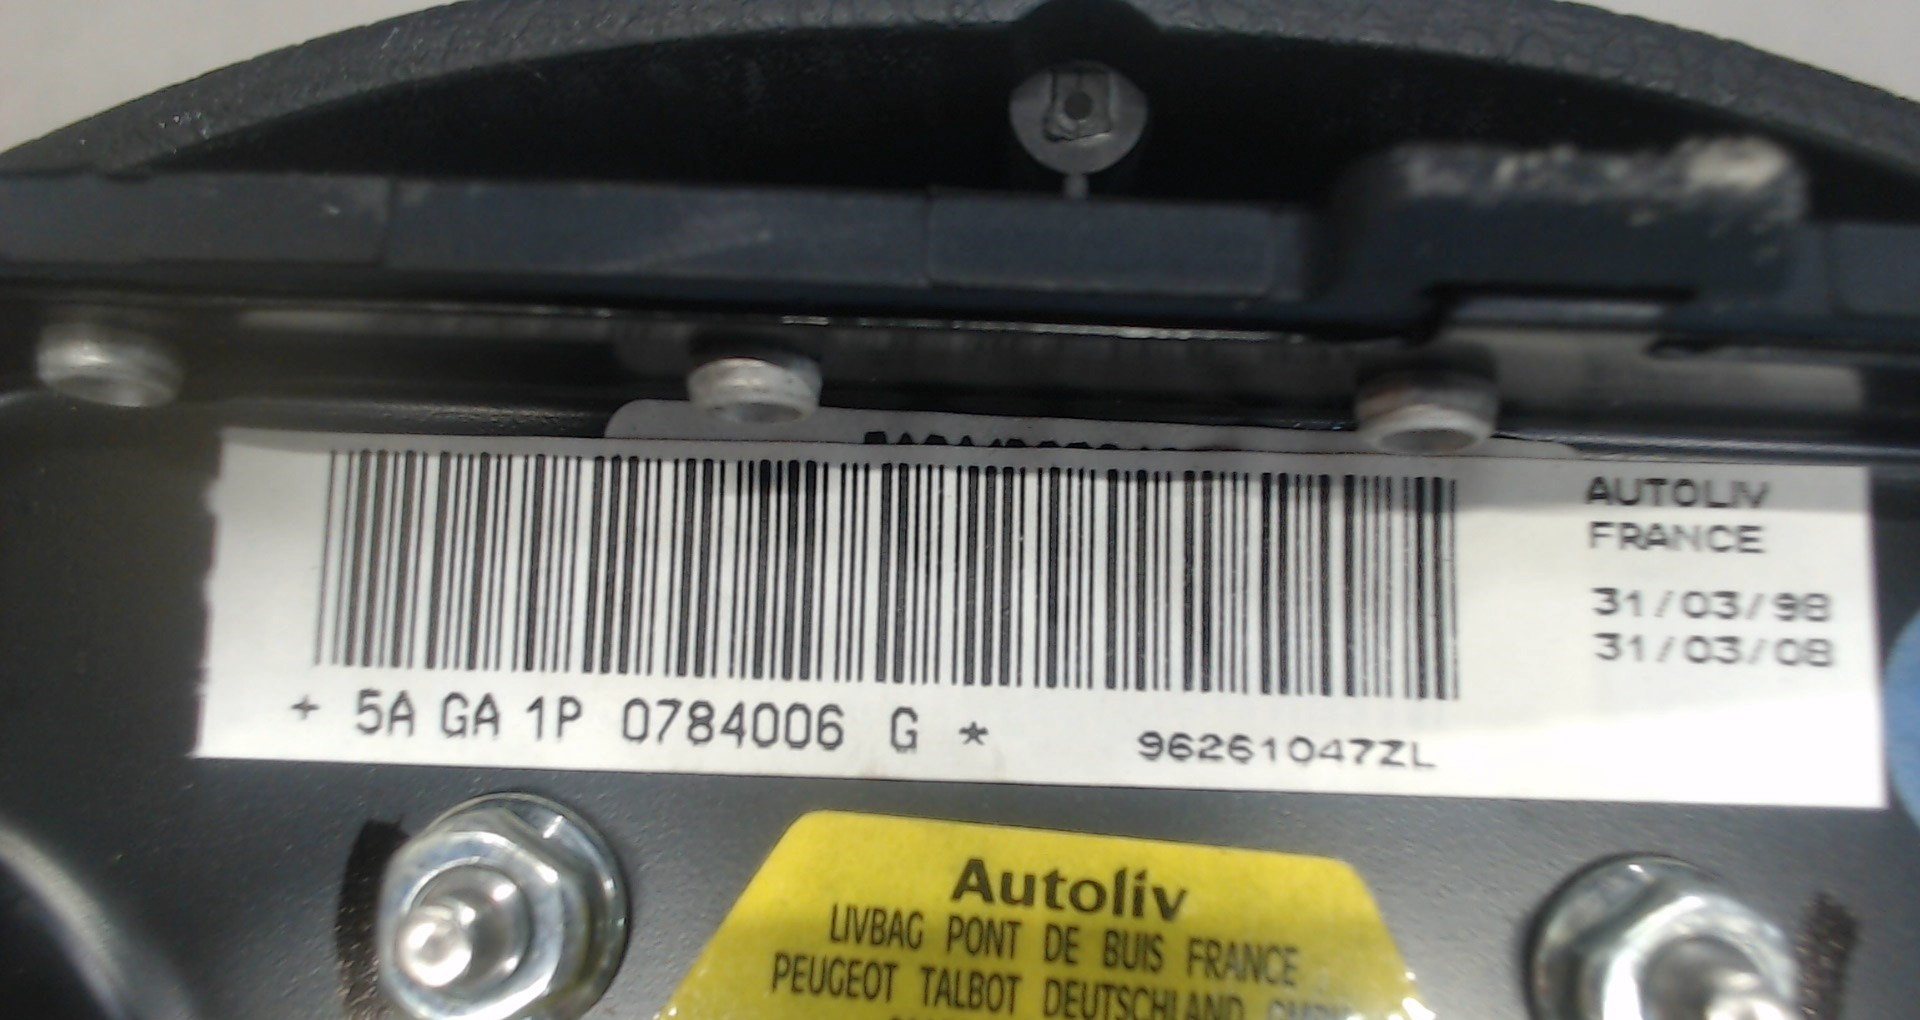 AUTOLIV
FRANCE
31/03/98
31/03/08
+ 5A GA 1P 0784006 G *
96261047ZL
Autoliv
LIVBAG PONT DE BUIS FRANCE
PEUGEOT TALBOT DEUTSCHLAND